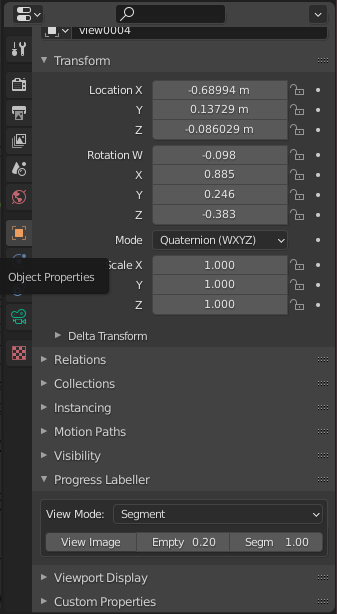 View0004
Transform
Location X -0.68994 m
Y 0.13729 m
Z -0.086029 m
Rotation W -0.098
X 0.885
Y 0.246
Z -0.383
Mode Quaternion (WXYZ)
Scale X 1.000
Y 1.000
Object Properties
Z 1.000
Delta Transform
Relations
Collections
Instancing
Motion Paths
Visibility
Progress Labeller
View Mode: Segment
View Image Empty 0.20 Segm 1.00
Viewport Display
Custom Properties